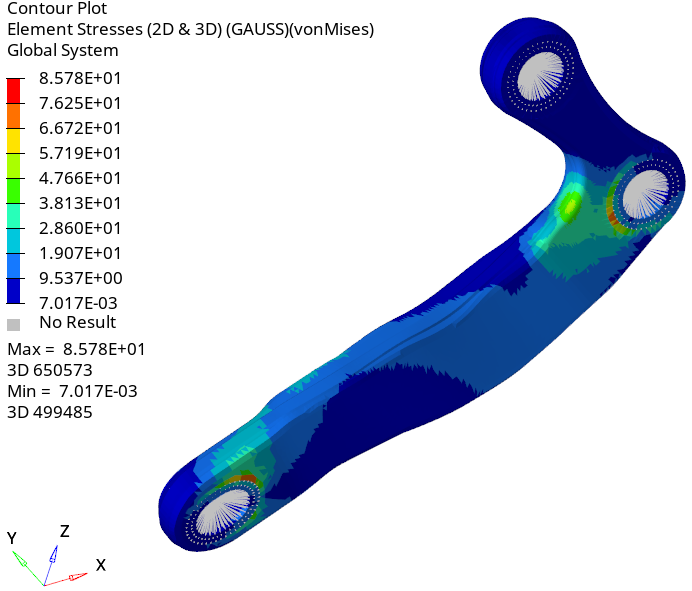 Contour Plot
Element Stresses (2D & 3D) (GAUSS)(vonMises)
Global System
8.578E+01
7.625E+01
6.672E+01
5.719E+01
4.766E+01
3.813E+01
2.860E+01
1.907E+01
9.537E+00
7.017E-03
No Result
Max = 8.578E+01
3D 650573
Min = 7.017E-03
3D 499485
Y
Z
X